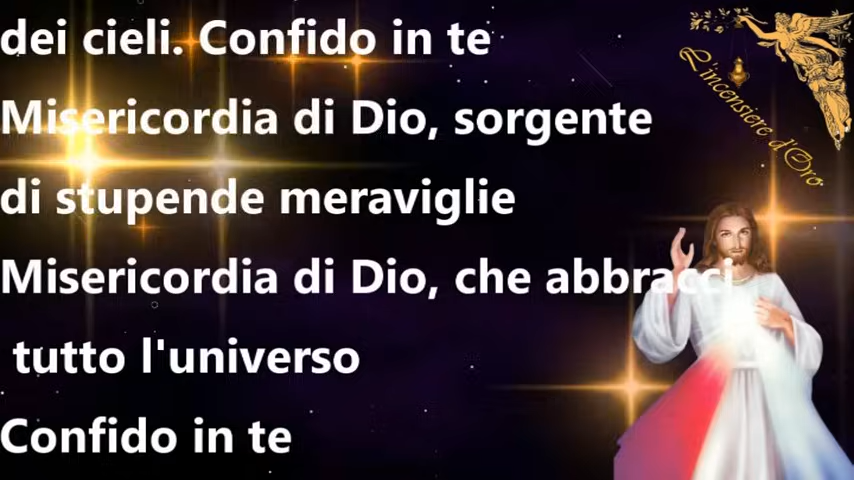 dei cieli. Confido in te
L'incensiere d'Oro
Misericordia di Dio, sorgente
di stupende meraviglie
Misericordia di Dio, che abbracci
tutto l'universo
Confido in te